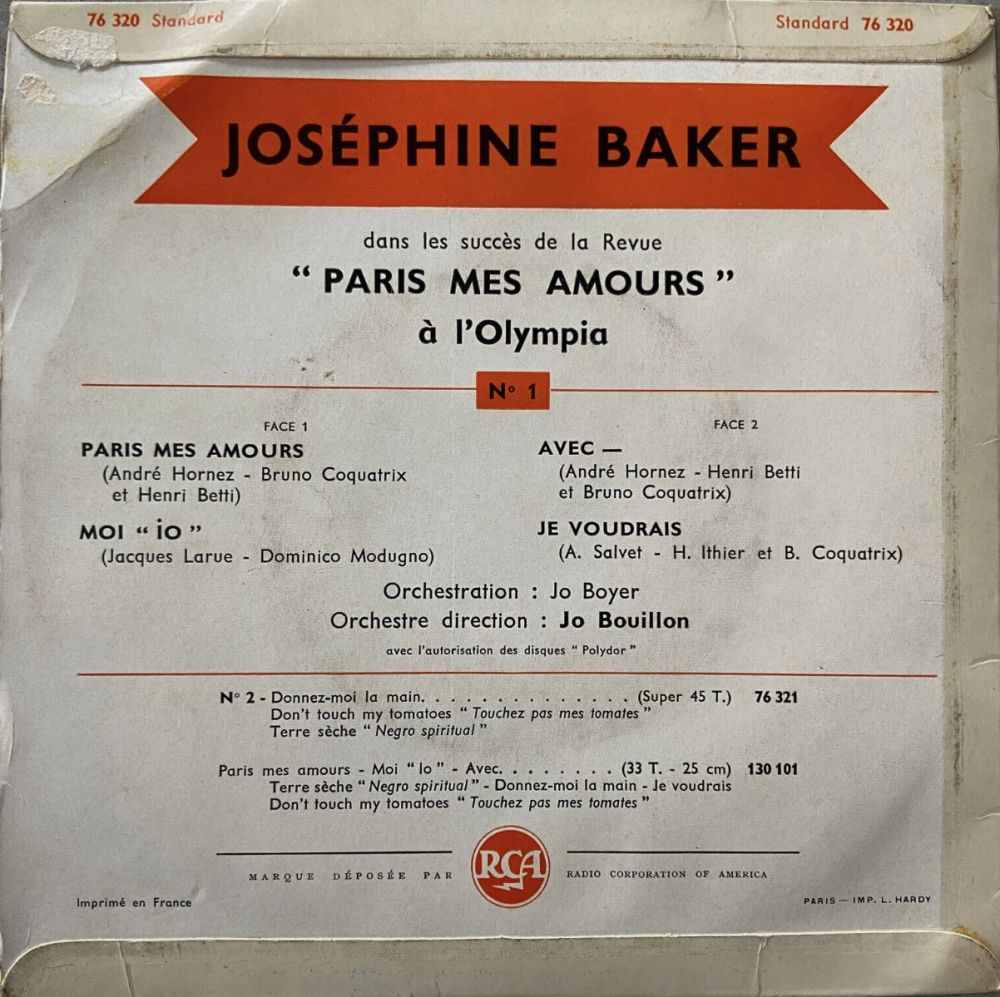 76 320 Standard
Standard 76 320
JOSÉPHINE BAKER
dans les succès de la Revue
“ PARIS MES AMOURS ”
à l’Olympia
N° 1
FACE 1
PARIS MES AMOURS
(André Hornez - Bruno Coquatrix
et Henri Betti)
MOI “ iO ”
(Jacques Larue - Dominico Modugno)
FACE 2
AVEC —
(André Hornez - Henri Betti
et Bruno Coquatrix)
JE VOUDRAIS
(A. Salvet - H. Ithier et B. Coquatrix)
Orchestration : Jo Boyer
Orchestre direction : Jo Bouillon
avec l’autorisation des disques “ Polydor ”
N° 2 - Donnez-moi la main. . . . . . . . . . . . . . . (Super 45 T.) 76 321
Don’t touch my tomatoes “ Touchez pas mes tomates ”
Terre sèche “ Negro spiritual ”
Paris mes amours - Moi “ Io ” - Avec. . . . . . . . (33 T. - 25 cm) 130 101
Terre sèche “ Negro spiritual ” - Donnez-moi la main - Je voudrais
Don’t touch my tomatoes “ Touchez pas mes tomates ”
MARQUE DÉPOSÉE PAR
RCA
RADIO CORPORATION OF AMERICA
Imprimé en France
PARIS — IMP. L. HARDY